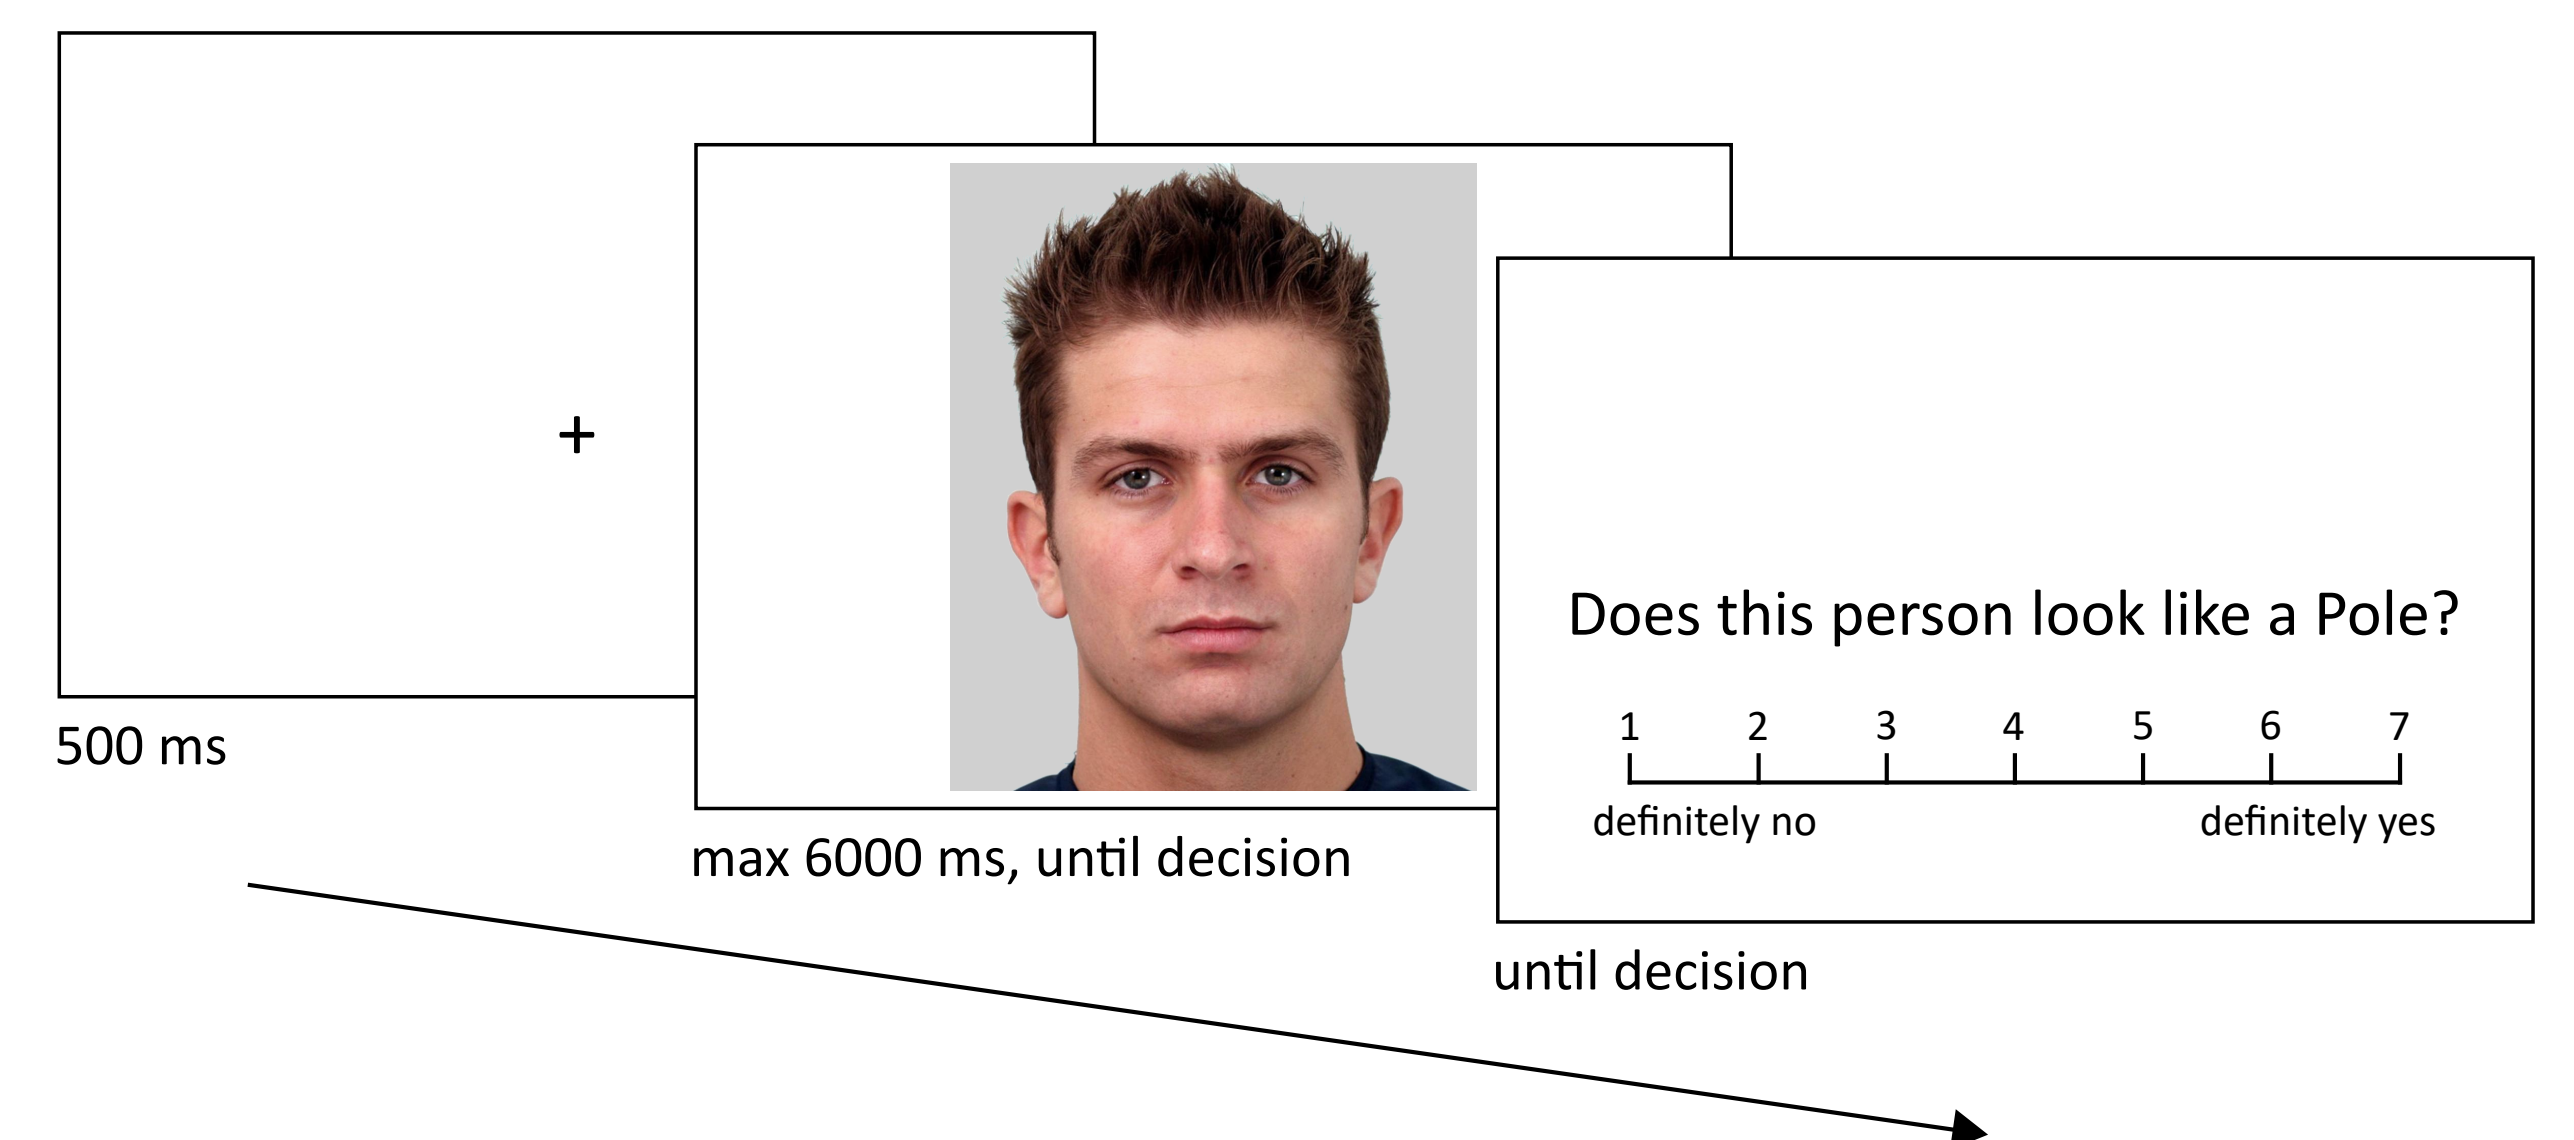 +
500 ms
max 6000 ms, until decision
Does this person look like a Pole?
1 2 3 4 5 6 7
definitely no definitely yes
until decision